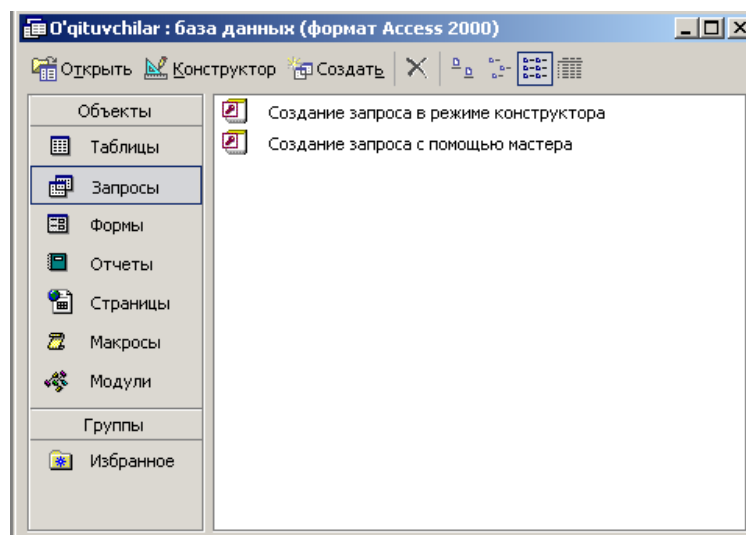 O'qituvchilar : база данных (формат Access 2000)
Открыть Конструктор Создать
Объекты
Таблицы
Запросы
Формы
Отчеты
Страницы
Макросы
Модули
Группы
Избранное
Создание запроса в режиме конструктора
Создание запроса с помощью мастера